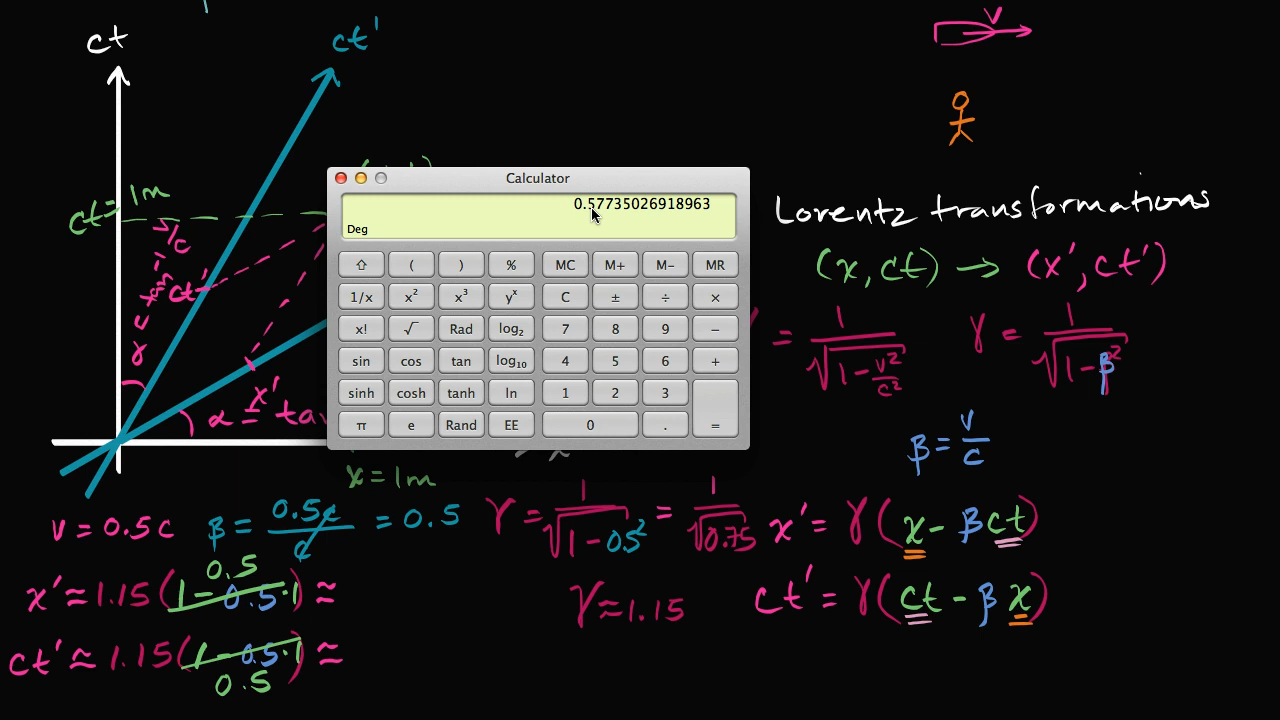 ct
ct'
v
ct = 1m
Lorentz transformations
(x, ct) → (x', ct')
ct'
x'
α
x = 1m
= 1/√(1 - v²/c²)
γ = 1/√(1 - β²)
β = v/c
Calculator
0.57735026918963
Deg
⇧ ( ) % MC M+ M- MR
1/x x² x³ yˣ C ± ÷ ×
x! √ Rad log₂ 7 8 9 −
sin cos tan log₁₀ 4 5 6 +
sinh cosh tanh ln 1 2 3
π e Rand EE 0 . =
v = 0.5c β = 0.5c/c = 0.5 γ = 1/√(1 - 0.5²) = 1/√0.75 x' = γ(x - βct)
0.5
x' ≈ 1.15(1 - 0.5·1) ≈
γ ≈ 1.15 ct' = γ(ct - βx)
ct' ≈ 1.15(1 - 0.5·1) ≈
0.5